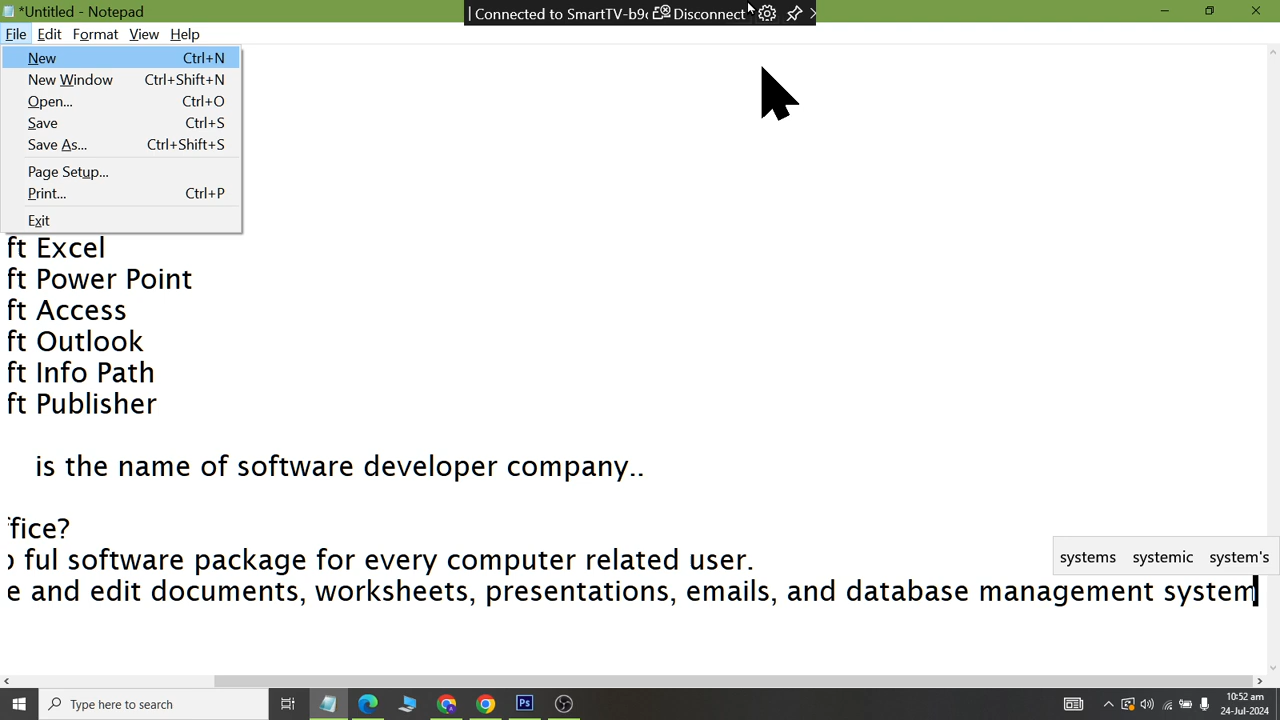 *Untitled - Notepad
Connected to SmartTV-b9 Disconnect
File Edit Format View Help
New Ctrl+N
New Window Ctrl+Shift+N
Open... Ctrl+O
Save Ctrl+S
Save As... Ctrl+Shift+S
Page Setup...
Print... Ctrl+P
Exit
ft Excel
ft Power Point
ft Access
ft Outlook
ft Info Path
ft Publisher
is the name of software developer company..
ffice?
ful software package for every computer related user.
systems systemic system's
e and edit documents, worksheets, presentations, emails, and database management system
Type here to search
Ps
10:52 am
24-Jul-2024